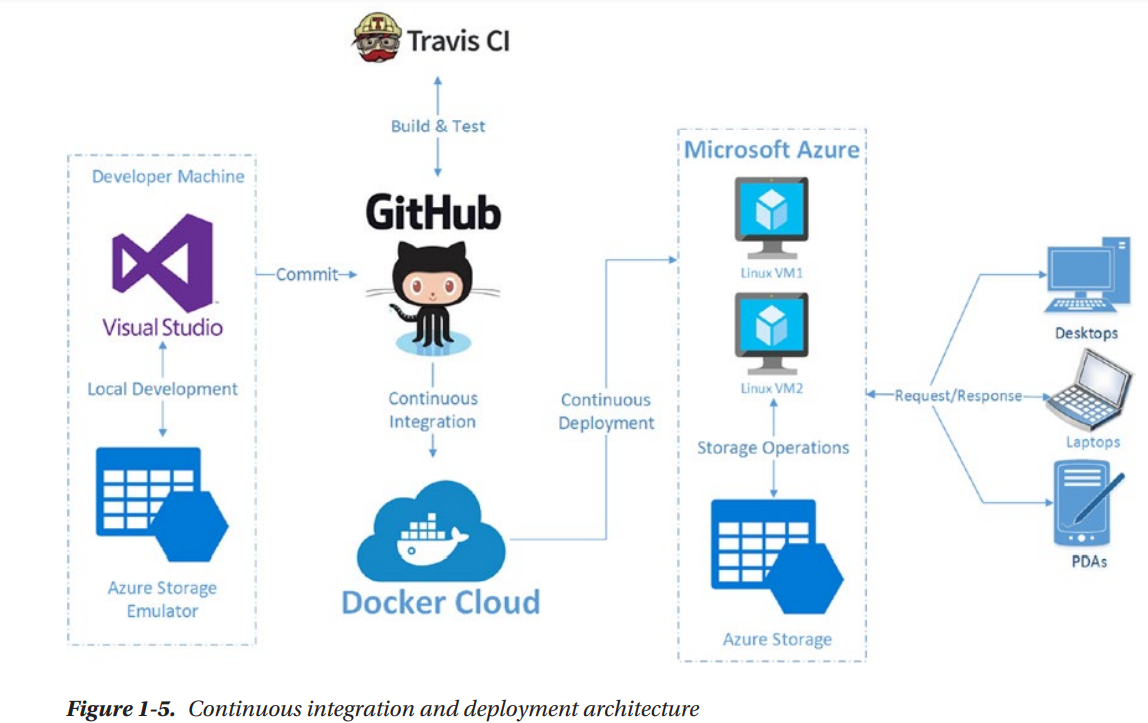 Travis CI
Build & Test
Microsoft Azure
Developer Machine
GitHub
Linux VM1
Commit
Visual Studio
Desktops
Local Development
Linux VM2
Continuous
Integration
Continuous
Deployment
Request/Response
Laptops
Storage Operations
PDAs
Azure Storage
Emulator
Docker Cloud
Azure Storage
Figure 1-5. Continuous integration and deployment architecture